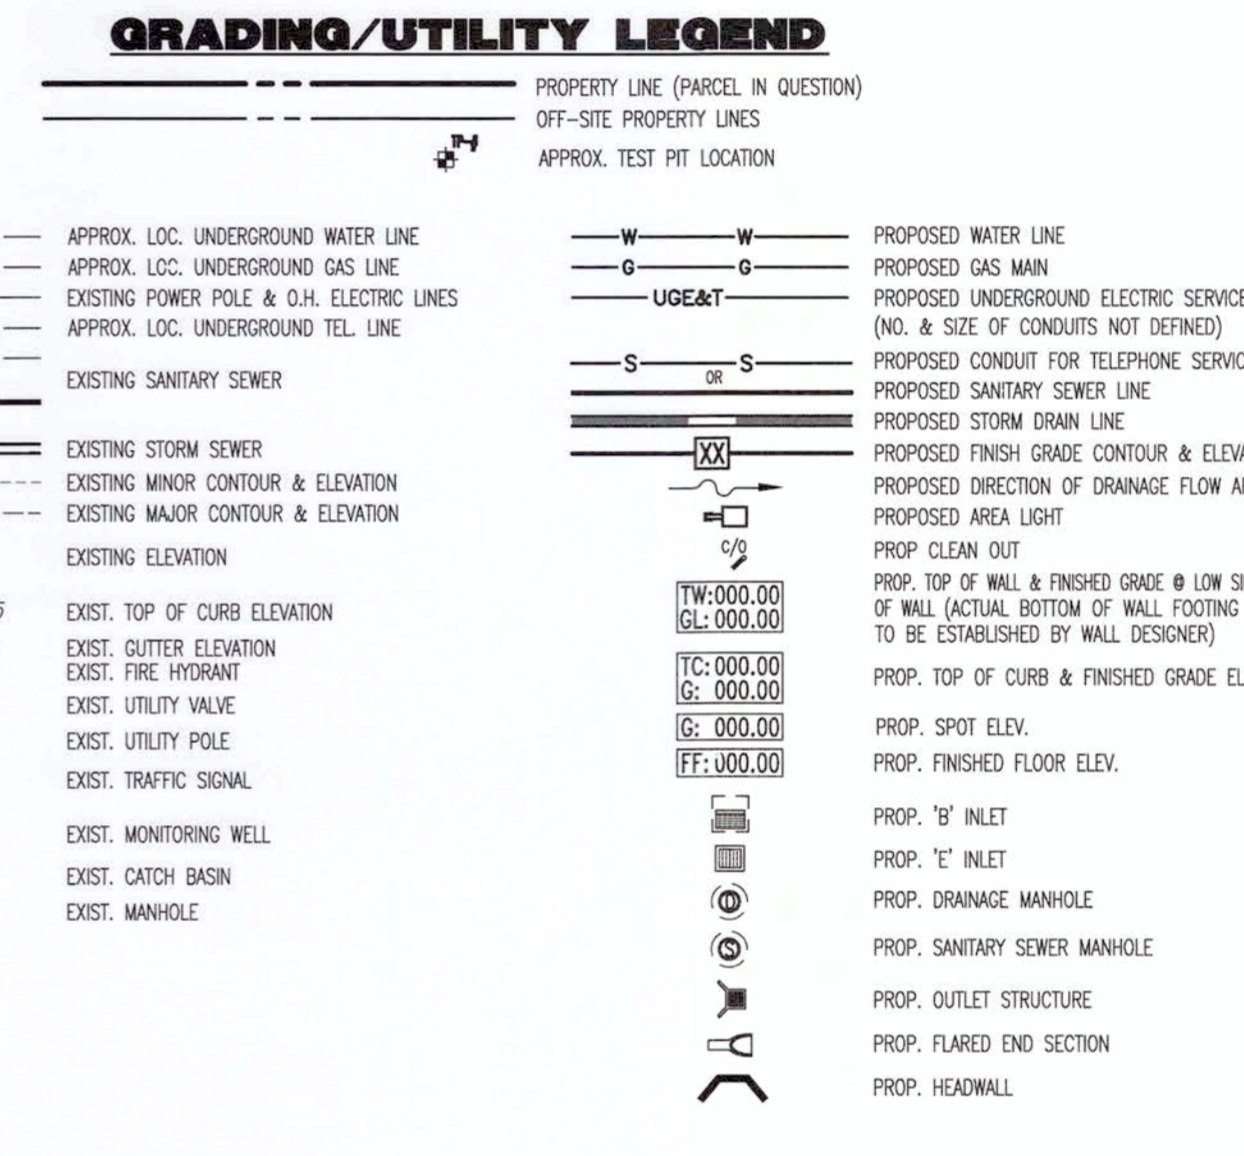 GRADING/UTILITY LEGEND
PROPERTY LINE (PARCEL IN QUESTION)
OFF-SITE PROPERTY LINES
APPROX. TEST PIT LOCATION
APPROX. LOC. UNDERGROUND WATER LINE
APPROX. LOC. UNDERGROUND GAS LINE
EXISTING POWER POLE & O.H. ELECTRIC LINES
APPROX. LOC. UNDERGROUND TEL. LINE
EXISTING SANITARY SEWER
EXISTING STORM SEWER
EXISTING MINOR CONTOUR & ELEVATION
EXISTING MAJOR CONTOUR & ELEVATION
EXISTING ELEVATION
5 EXIST. TOP OF CURB ELEVATION
EXIST. GUTTER ELEVATION
EXIST. FIRE HYDRANT
EXIST. UTILITY VALVE
EXIST. UTILITY POLE
EXIST. TRAFFIC SIGNAL
EXIST. MONITORING WELL
EXIST. CATCH BASIN
EXIST. MANHOLE
W W PROPOSED WATER LINE
G G PROPOSED GAS MAIN
UGE&T PROPOSED UNDERGROUND ELECTRIC SERVICE
(NO. & SIZE OF CONDUITS NOT DEFINED)
S S PROPOSED CONDUIT FOR TELEPHONE SERVIC
OR
PROPOSED SANITARY SEWER LINE
PROPOSED STORM DRAIN LINE
XX PROPOSED FINISH GRADE CONTOUR & ELEVA
PROPOSED DIRECTION OF DRAINAGE FLOW A
PROPOSED AREA LIGHT
C/O PROP CLEAN OUT
TW:000.00
GL: 000.00
PROP. TOP OF WALL & FINISHED GRADE @ LOW SI
OF WALL (ACTUAL BOTTOM OF WALL FOOTING
TO BE ESTABLISHED BY WALL DESIGNER)
TC: 000.00
G: 000.00
PROP. TOP OF CURB & FINISHED GRADE EL
G: 000.00 PROP. SPOT ELEV.
FF: 000.00 PROP. FINISHED FLOOR ELEV.
PROP. 'B' INLET
PROP. 'E' INLET
D PROP. DRAINAGE MANHOLE
S PROP. SANITARY SEWER MANHOLE
PROP. OUTLET STRUCTURE
PROP. FLARED END SECTION
PROP. HEADWALL